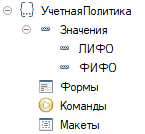 УчетнаяПолитика
Значения
ЛИФО
ФИФО
Формы
Команды
Макеты